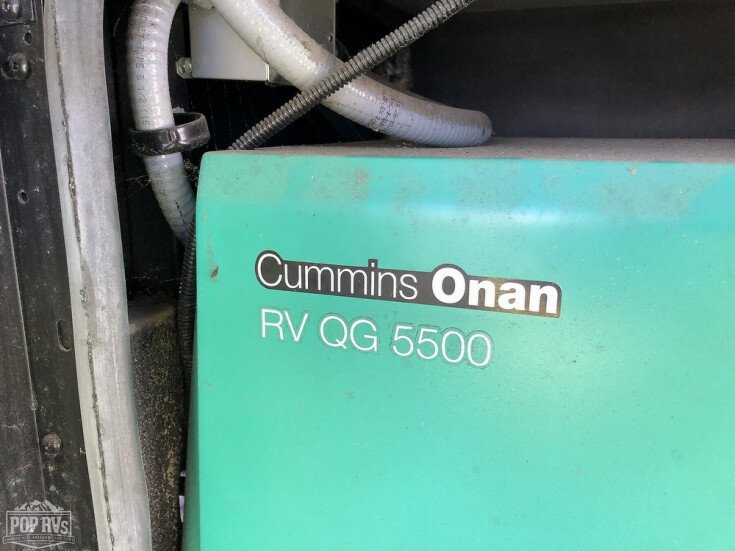 Cummins Onan
RV QG 5500
POP RVs